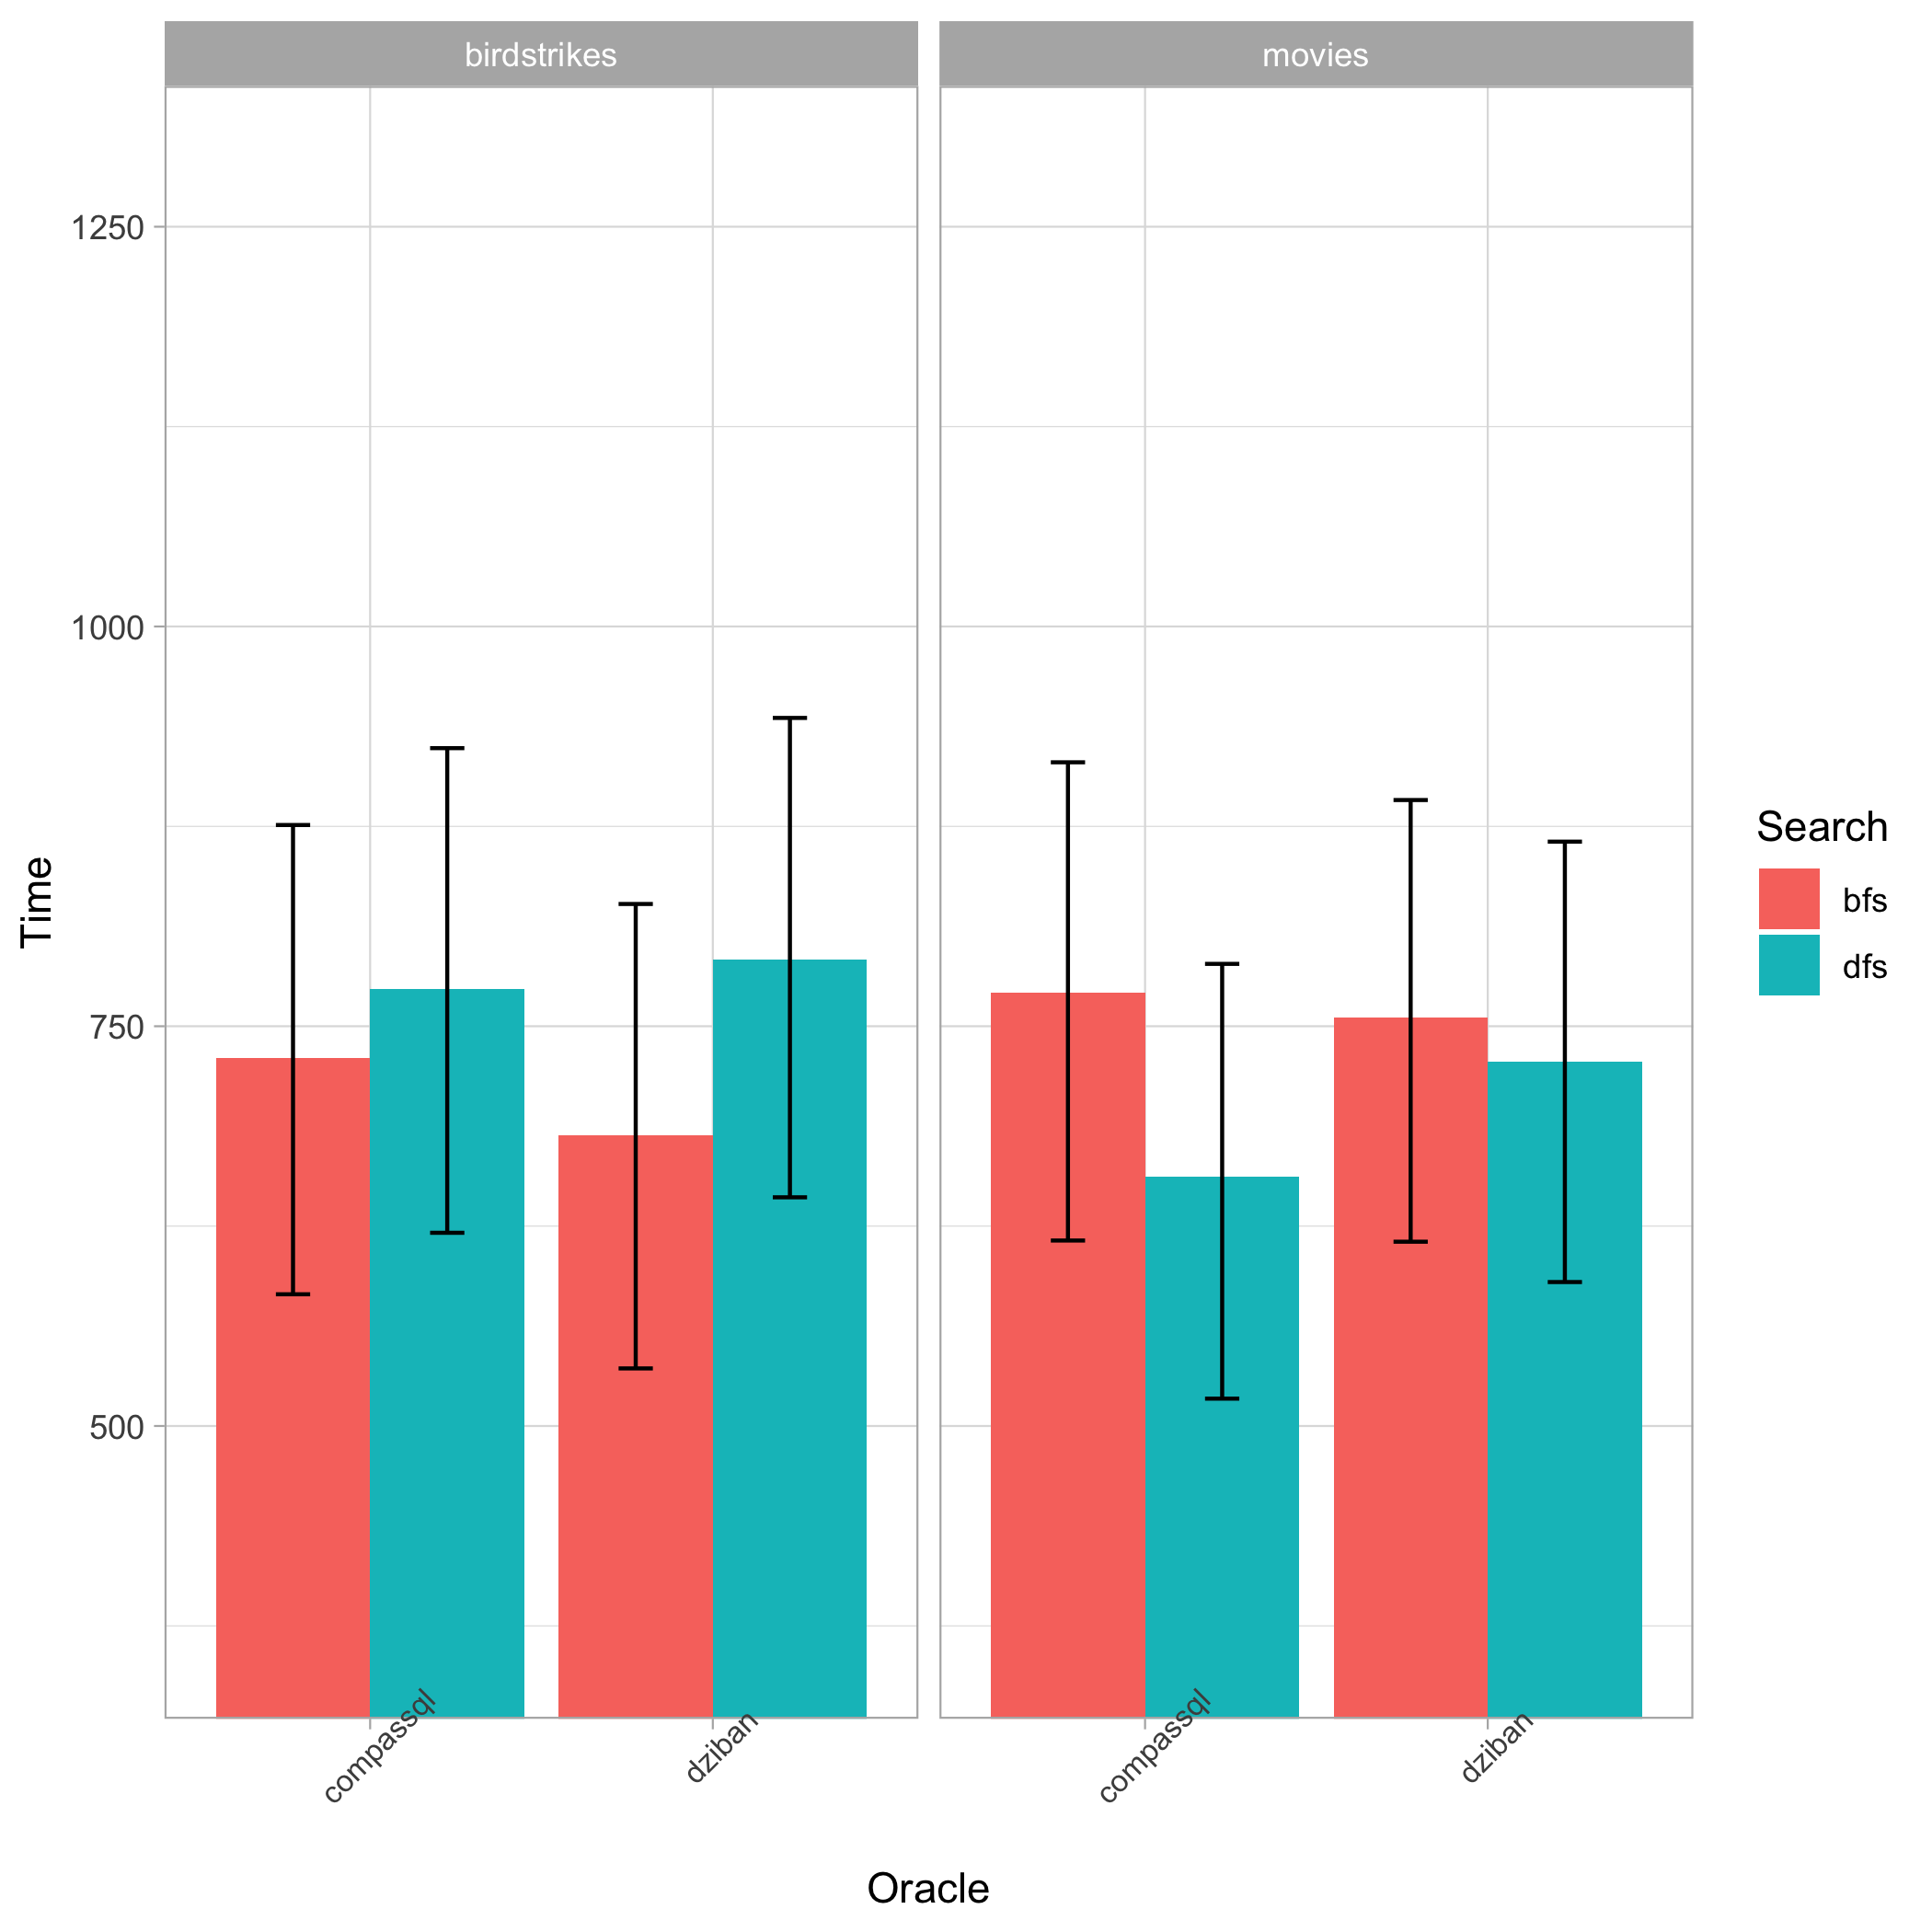 birdstrikes
movies
1250
1000
750
500
Time
compassql
dziban
compassql
dziban
Oracle
Search
bfs
dfs